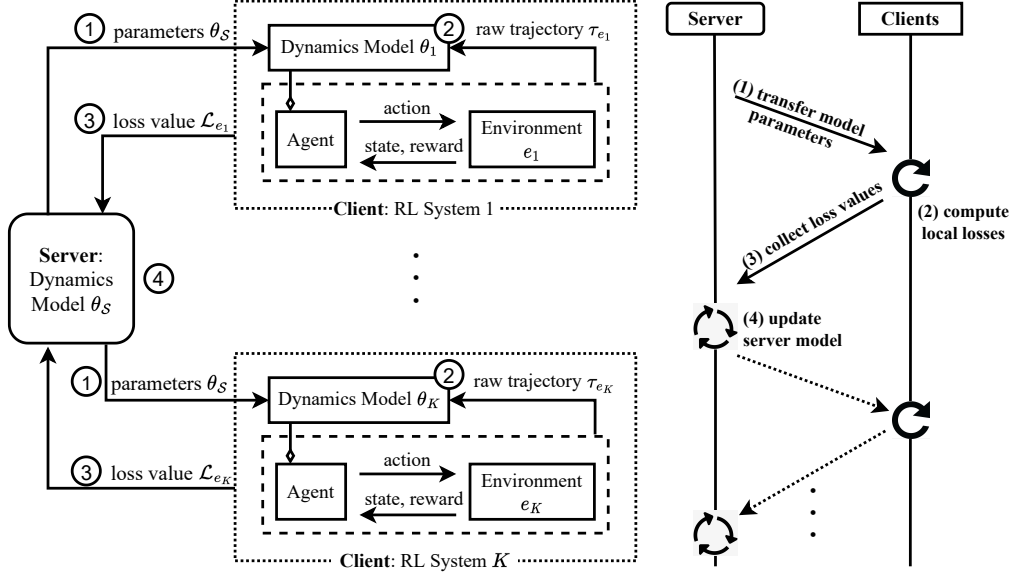 1 parameters θ_S
2
Dynamics Model θ_1
raw trajectory τ_{e_1}
3 loss value ℒ_{e_1}
Agent
action
state, reward
Environment
e_1
Client: RL System 1
Server:
Dynamics
Model θ_S
4
1 parameters θ_S
2
Dynamics Model θ_K
raw trajectory τ_{e_K}
3 loss value ℒ_{e_K}
Agent
action
state, reward
Environment
e_K
Client: RL System K
Server
Clients
(1) transfer model
parameters
(2) compute
local losses
(3) collect loss values
(4) update
server model